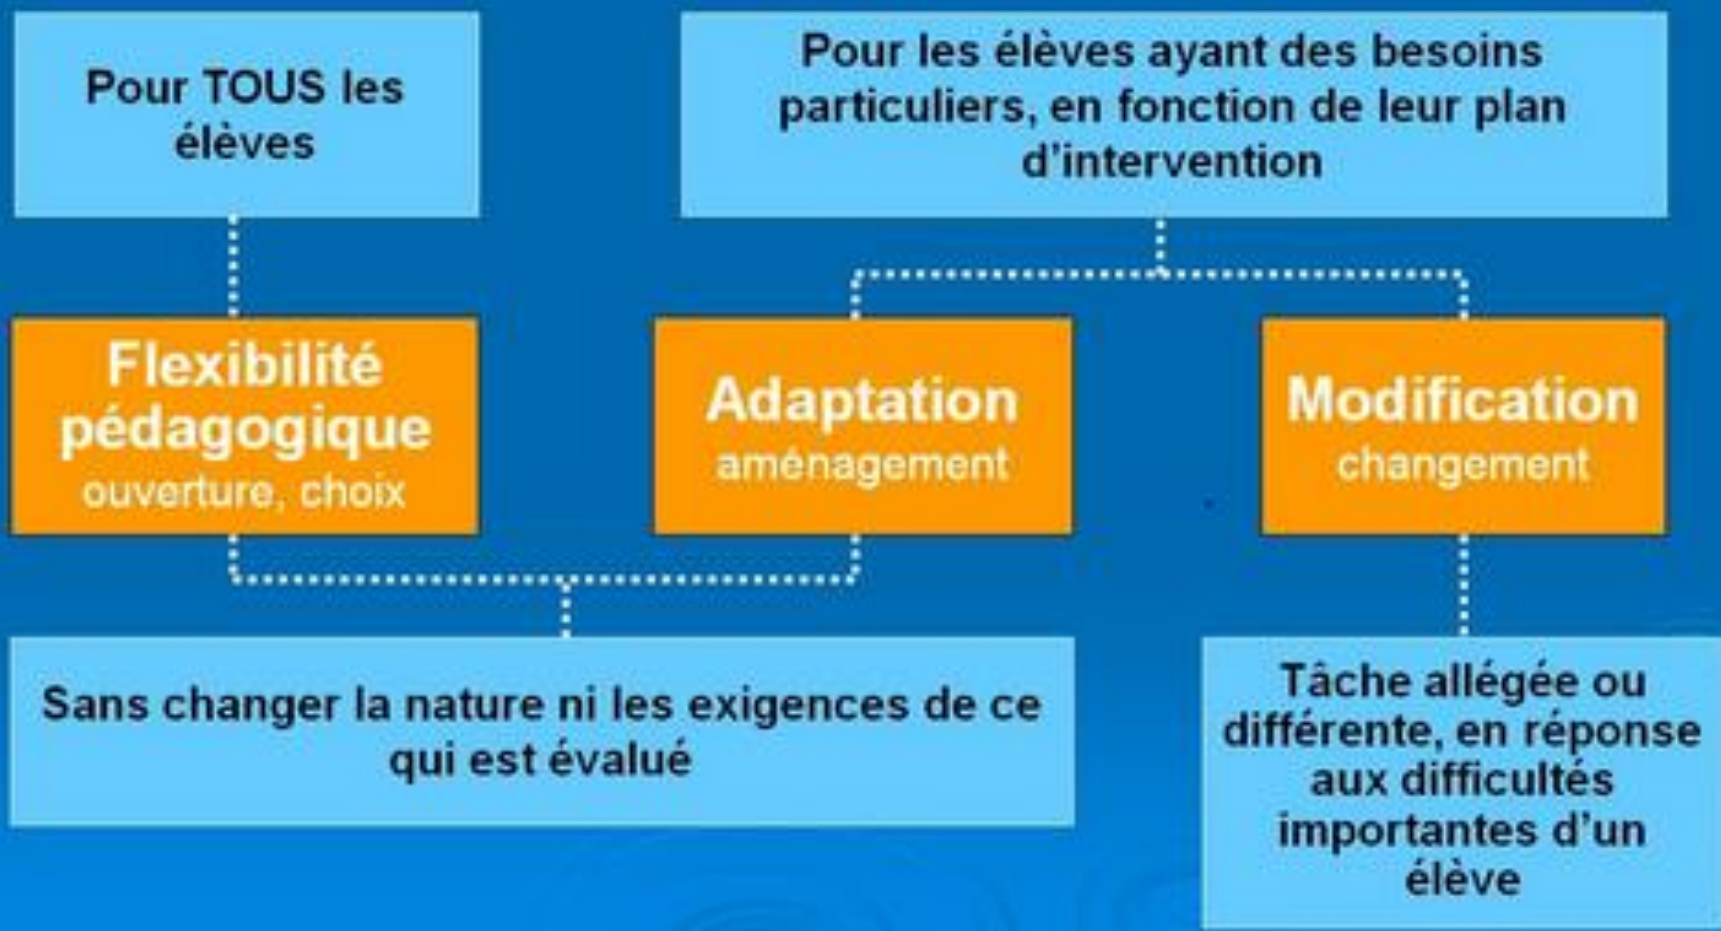 Pour TOUS les
élèves
Pour les élèves ayant des besoins
particuliers, en fonction de leur plan
d'intervention
Flexibilité
pédagogique
ouverture, choix
Adaptation
aménagement
Modification
changement
Sans changer la nature ni les exigences de ce
qui est évalué
Tâche allégée ou
différente, en réponse
aux difficultés
importantes d'un
élève